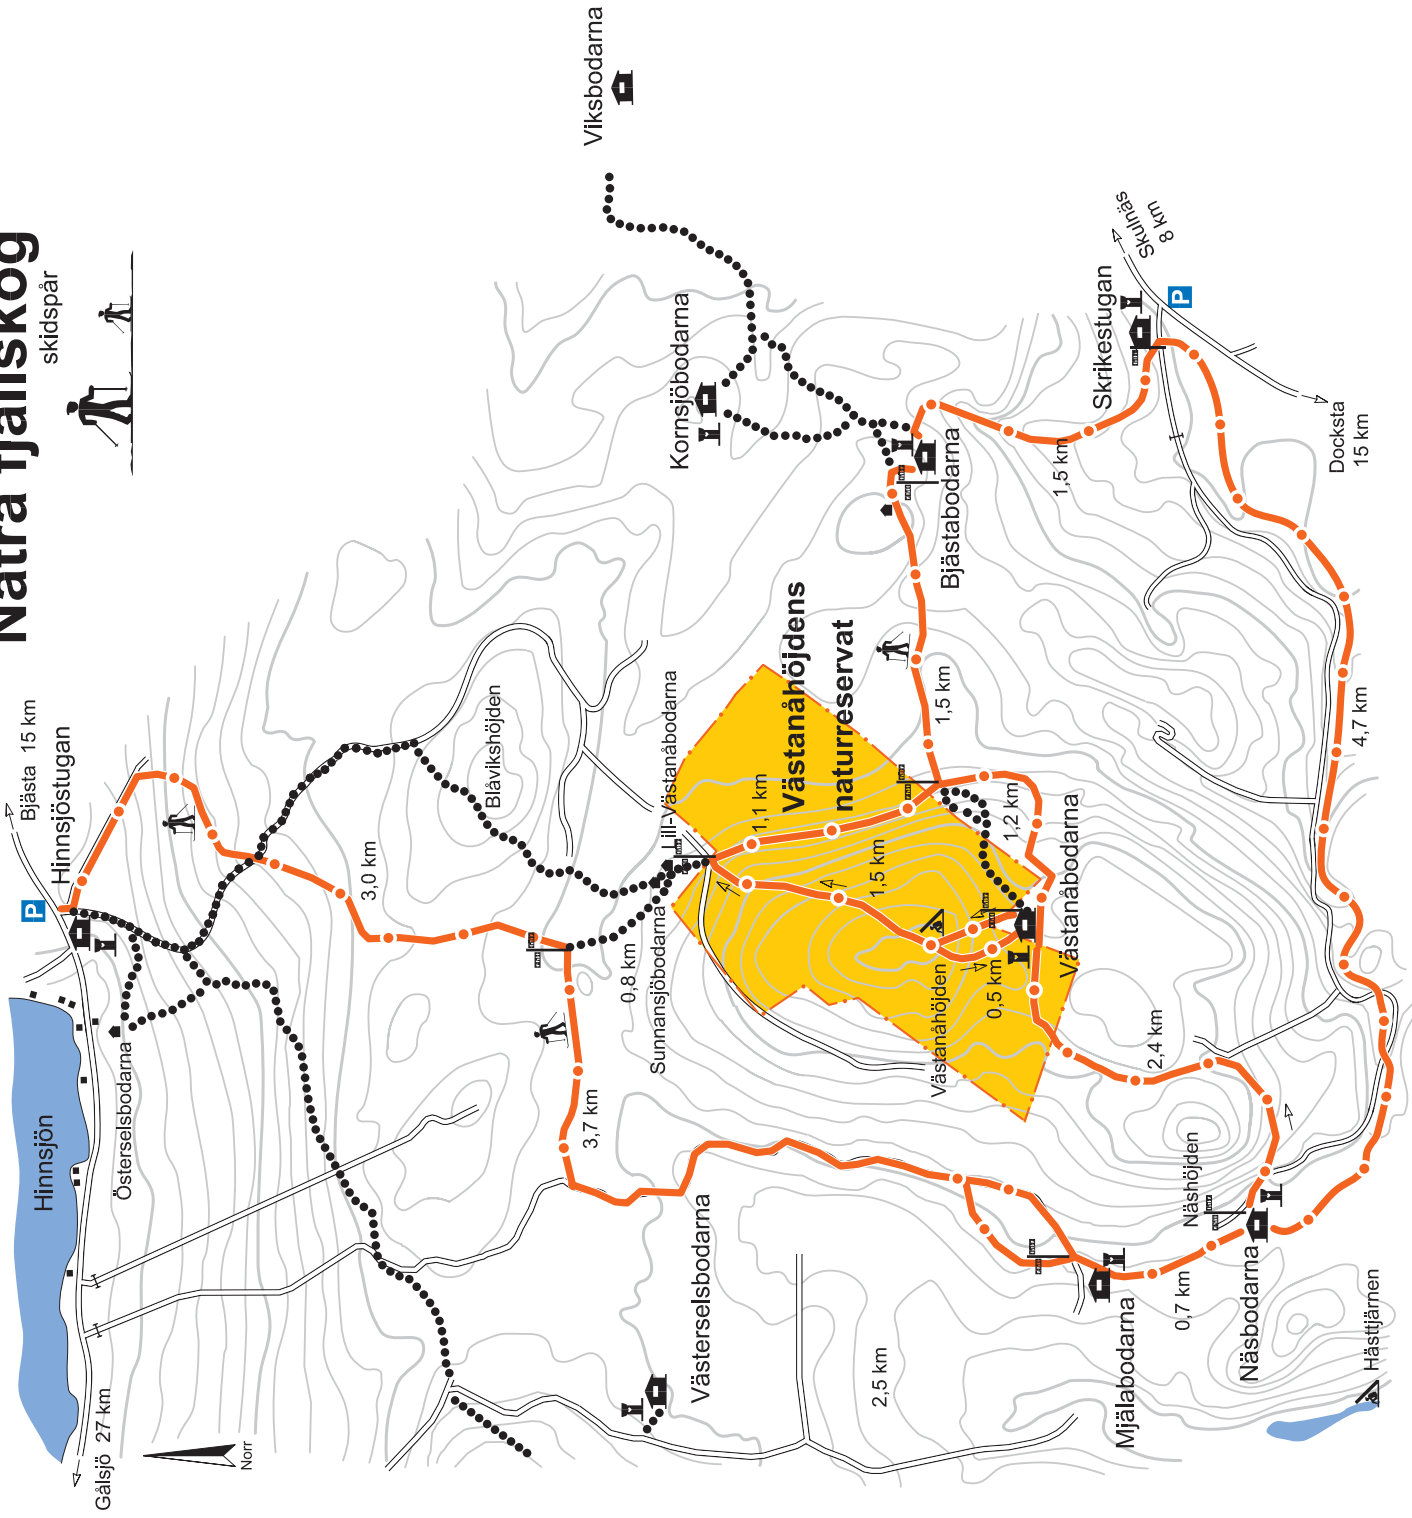 Nätra fjällskog
skidspår
Bjästa 15 km
Hinnsjöstugan
P
Hinnsjön
Österselsbodarna
Gålsjö 27 km
Norr
3,0 km
Blåvikshöjden
Viksbodarna
Kornsjöbodarna
Lill-Västanåbodarna
Sunnansjöbodarna
0,8 km
3,7 km
Västanåhöjdens
naturreservat
1,1 km
1,5 km
Västanåhöjden
0,5 km
1,2 km
Västanåbodarna
1,5 km
Bjästabodarna
1,5 km
Skrikestugan
Skulnäs
8 km
P
Docksta
15 km
4,7 km
2,4 km
Näshöjden
Näsbodarna
0,7 km
Mjälabodarna
Västerselsbodarna
2,5 km
Hästtjärnen